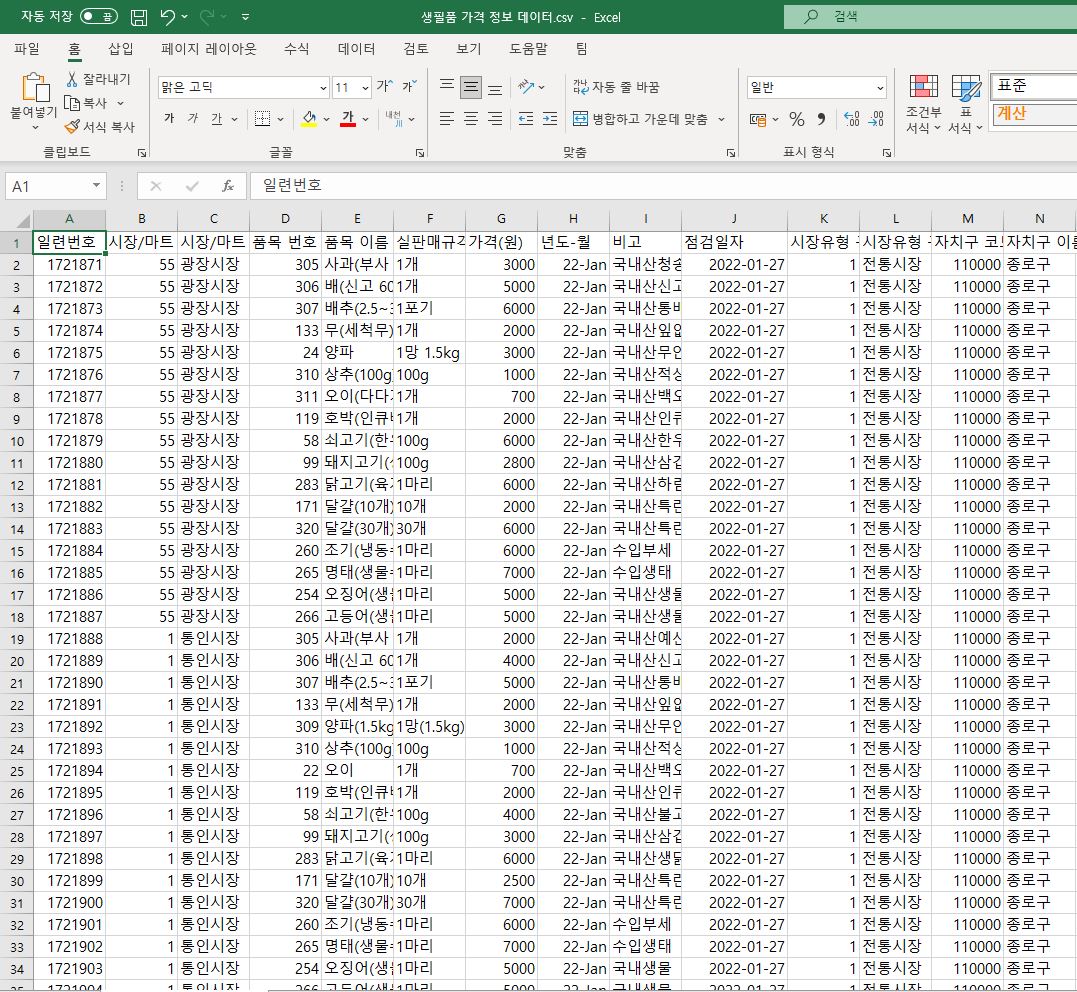 자동 저장 끔 생필품 가격 정보 데이터.csv - Excel 검색
파일 홈 삽입 페이지 레이아웃 수식 데이터 검토 보기 도움말 팀
붙여넣기 잘라내기 맑은 고딕 11 가 가 자동 줄 바꿈 일반 조건부 서식 표 서식 표준
복사
서식 복사 가 가 가 가 내천 병합하고 가운데 맞춤 % 계산
클립보드 글꼴 맞춤 표시 형식
A1 fx 일련번호
A B C D E F G H I J K L M N
1 일련번호 시장/마트 시장/마트 품목 번호 품목 이름 실판매규격 가격(원) 년도-월 비고 점검일자 시장유형 시장유형 자치구 코드 자치구 이름
2 1721871 55 광장시장 305 사과(부사 1개 3000 22-Jan 국내산청송 2022-01-27 1 전통시장 110000 종로구
3 1721872 55 광장시장 306 배(신고 60 1개 5000 22-Jan 국내산신고 2022-01-27 1 전통시장 110000 종로구
4 1721873 55 광장시장 307 배추(2.5~3 1포기 6000 22-Jan 국내산통배 2022-01-27 1 전통시장 110000 종로구
5 1721874 55 광장시장 133 무(세척무) 1개 2000 22-Jan 국내산잎없 2022-01-27 1 전통시장 110000 종로구
6 1721875 55 광장시장 24 양파 1망 1.5kg 3000 22-Jan 국내산무안 2022-01-27 1 전통시장 110000 종로구
7 1721876 55 광장시장 310 상추(100g 100g 1000 22-Jan 국내산적상 2022-01-27 1 전통시장 110000 종로구
8 1721877 55 광장시장 311 오이(다다 1개 700 22-Jan 국내산백오 2022-01-27 1 전통시장 110000 종로구
9 1721878 55 광장시장 119 호박(인큐 1개 2000 22-Jan 국내산인큐 2022-01-27 1 전통시장 110000 종로구
10 1721879 55 광장시장 58 쇠고기(한 100g 6000 22-Jan 국내산한우 2022-01-27 1 전통시장 110000 종로구
11 1721880 55 광장시장 99 돼지고기( 100g 2800 22-Jan 국내산삼겹 2022-01-27 1 전통시장 110000 종로구
12 1721881 55 광장시장 283 닭고기(육 1마리 6000 22-Jan 국내산하림 2022-01-27 1 전통시장 110000 종로구
13 1721882 55 광장시장 171 달걀(10개) 10개 2000 22-Jan 국내산특란 2022-01-27 1 전통시장 110000 종로구
14 1721883 55 광장시장 320 달걀(30개) 30개 6000 22-Jan 국내산특란 2022-01-27 1 전통시장 110000 종로구
15 1721884 55 광장시장 260 조기(냉동 1마리 6000 22-Jan 수입부세 2022-01-27 1 전통시장 110000 종로구
16 1721885 55 광장시장 265 명태(생물 1마리 7000 22-Jan 수입생태 2022-01-27 1 전통시장 110000 종로구
17 1721886 55 광장시장 254 오징어(생 1마리 5000 22-Jan 국내산생물 2022-01-27 1 전통시장 110000 종로구
18 1721887 55 광장시장 266 고등어(생 1마리 5000 22-Jan 국내산생물 2022-01-27 1 전통시장 110000 종로구
19 1721888 1 통인시장 305 사과(부사 1개 2000 22-Jan 국내산예산 2022-01-27 1 전통시장 110000 종로구
20 1721889 1 통인시장 306 배(신고 60 1개 4000 22-Jan 국내산신고 2022-01-27 1 전통시장 110000 종로구
21 1721890 1 통인시장 307 배추(2.5~3 1포기 5000 22-Jan 국내산통배 2022-01-27 1 전통시장 110000 종로구
22 1721891 1 통인시장 133 무(세척무) 1개 2000 22-Jan 국내산잎없 2022-01-27 1 전통시장 110000 종로구
23 1721892 1 통인시장 309 양파(1.5kg 1망(1.5kg) 3000 22-Jan 국내산무안 2022-01-27 1 전통시장 110000 종로구
24 1721893 1 통인시장 310 상추(100g 100g 1000 22-Jan 국내산적상 2022-01-27 1 전통시장 110000 종로구
25 1721894 1 통인시장 22 오이 1개 700 22-Jan 국내산백오 2022-01-27 1 전통시장 110000 종로구
26 1721895 1 통인시장 119 호박(인큐 1개 2000 22-Jan 국내산인큐 2022-01-27 1 전통시장 110000 종로구
27 1721896 1 통인시장 58 쇠고기(한 100g 4000 22-Jan 국내산불고 2022-01-27 1 전통시장 110000 종로구
28 1721897 1 통인시장 99 돼지고기( 100g 3000 22-Jan 국내산삼겹 2022-01-27 1 전통시장 110000 종로구
29 1721898 1 통인시장 283 닭고기(육 1마리 6000 22-Jan 국내산생닭 2022-01-27 1 전통시장 110000 종로구
30 1721899 1 통인시장 171 달걀(10개) 10개 2500 22-Jan 국내산특란 2022-01-27 1 전통시장 110000 종로구
31 1721900 1 통인시장 320 달걀(30개) 30개 7000 22-Jan 국내산특란 2022-01-27 1 전통시장 110000 종로구
32 1721901 1 통인시장 260 조기(냉동 1마리 6000 22-Jan 수입부세 2022-01-27 1 전통시장 110000 종로구
33 1721902 1 통인시장 265 명태(생물 1마리 7000 22-Jan 수입생태 2022-01-27 1 전통시장 110000 종로구
34 1721903 1 통인시장 254 오징어(생 1마리 5000 22-Jan 국내생물 2022-01-27 1 전통시장 110000 종로구